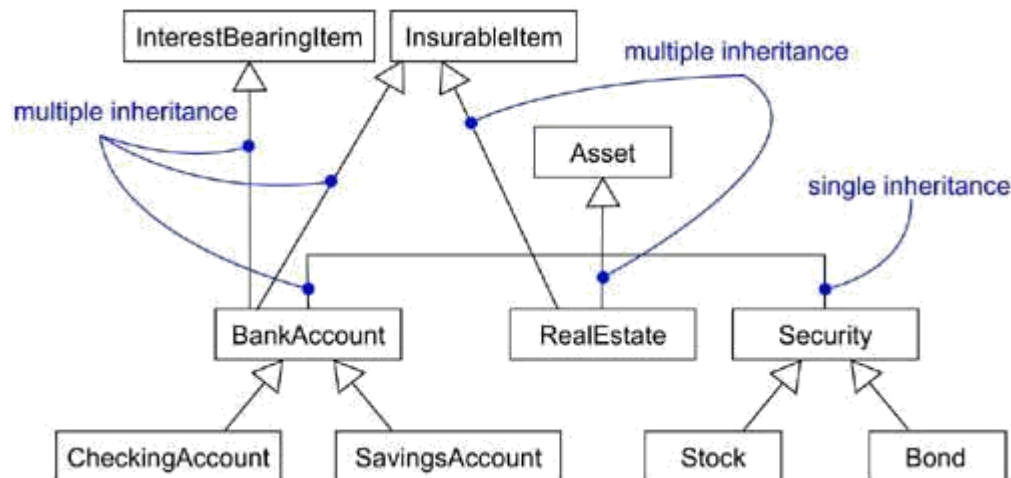 InterestBearingItem
InsurableItem
multiple inheritance
multiple inheritance
Asset
single inheritance
BankAccount
RealEstate
Security
CheckingAccount
SavingsAccount
Stock
Bond